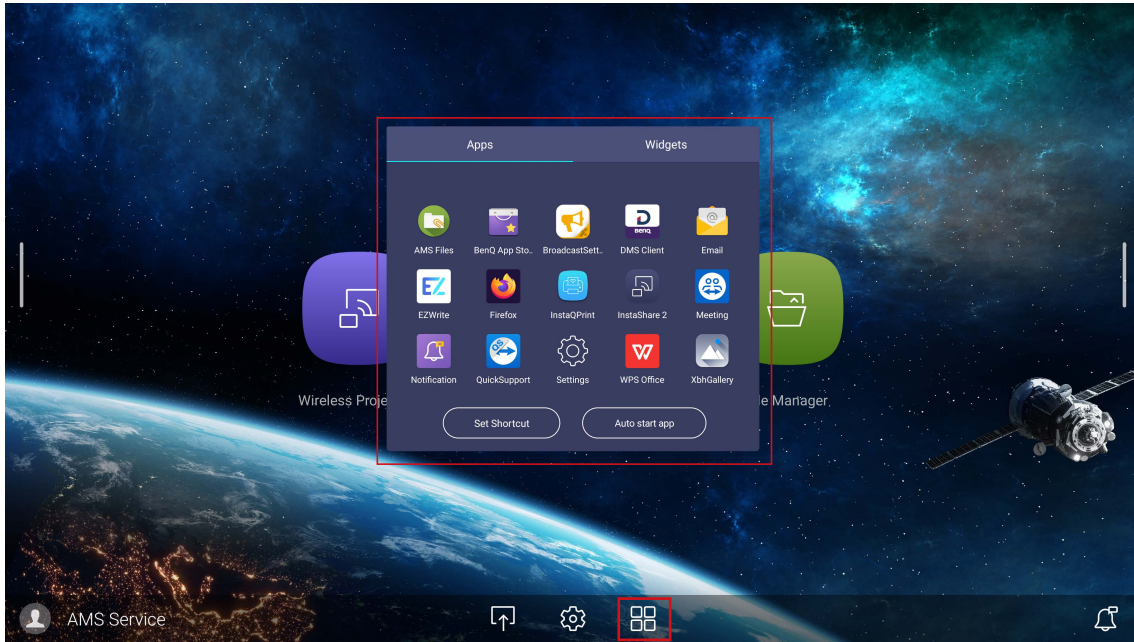 Apps Widgets
AMS Files BenQ App Sto.. BroadcastSett.. DMS Client Email
EZWrite Firefox InstaQPrint InstaShare 2 Meeting
Notification QuickSupport Settings WPS Office XbhGallery
Wireless Proje le Manager
Set Shortcut Auto start app
AMS Service